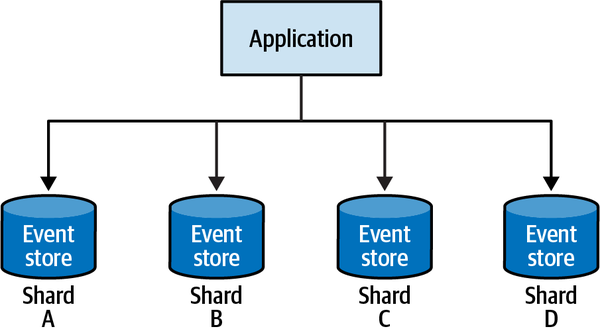 Application
Event
store
Event
store
Event
store
Event
store
Shard
A
Shard
B
Shard
C
Shard
D